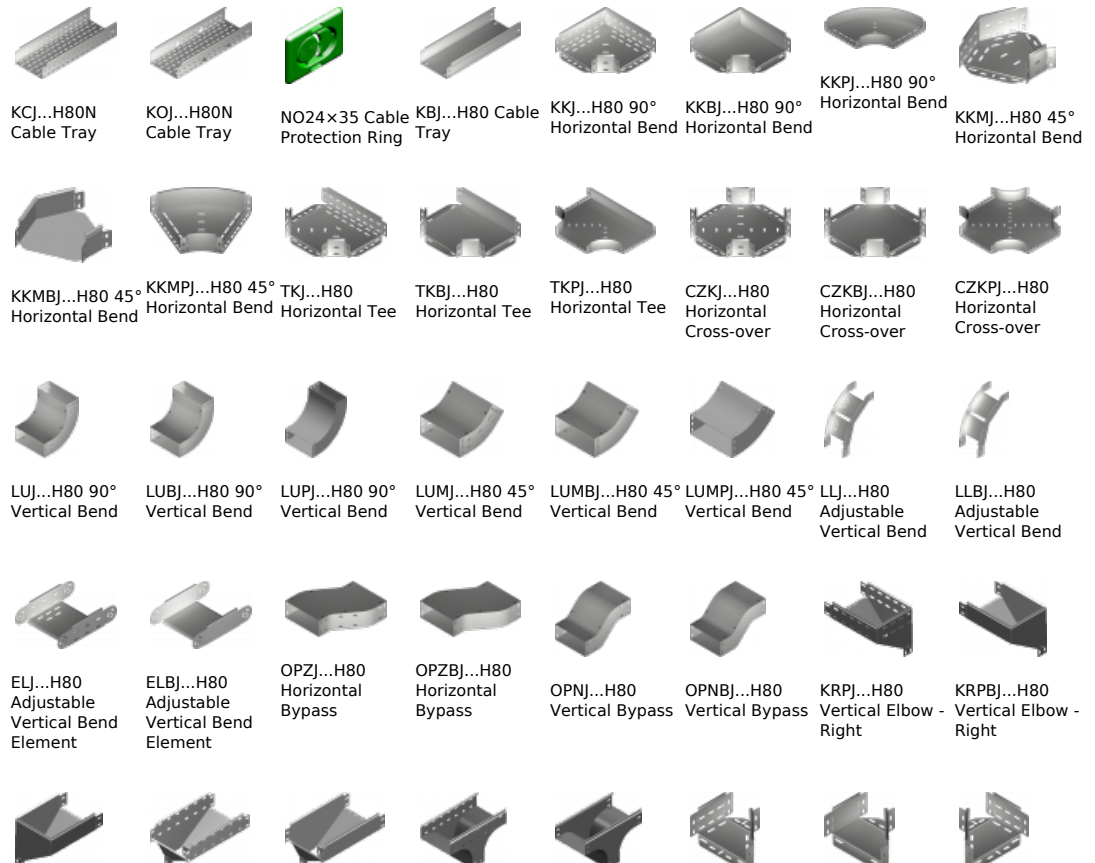 KCJ...H80N
Cable Tray
KOJ...H80N
Cable Tray
NO24×35 Cable
Protection Ring
KBJ...H80 Cable
Tray
KKJ...H80 90°
Horizontal Bend
KKBJ...H80 90°
Horizontal Bend
KKPJ...H80 90°
Horizontal Bend
KKMJ...H80 45°
Horizontal Bend
KKMBJ...H80 45°
Horizontal Bend
KKMPJ...H80 45°
Horizontal Bend
TKJ...H80
Horizontal Tee
TKBJ...H80
Horizontal Tee
TKPJ...H80
Horizontal Tee
CZKJ...H80
Horizontal
Cross-over
CZKBJ...H80
Horizontal
Cross-over
CZKPJ...H80
Horizontal
Cross-over
LUJ...H80 90°
Vertical Bend
LUBJ...H80 90°
Vertical Bend
LUPJ...H80 90°
Vertical Bend
LUMJ...H80 45°
Vertical Bend
LUMBJ...H80 45°
Vertical Bend
LUMPJ...H80 45°
Vertical Bend
LLJ...H80
Adjustable
Vertical Bend
LLBJ...H80
Adjustable
Vertical Bend
ELJ...H80
Adjustable
Vertical Bend
Element
ELBJ...H80
Adjustable
Vertical Bend
Element
OPZJ...H80
Horizontal
Bypass
OPZBJ...H80
Horizontal
Bypass
OPNJ...H80
Vertical Bypass
OPNBJ...H80
Vertical Bypass
KRPJ...H80
Vertical Elbow -
Right
KRPBJ...H80
Vertical Elbow -
Right